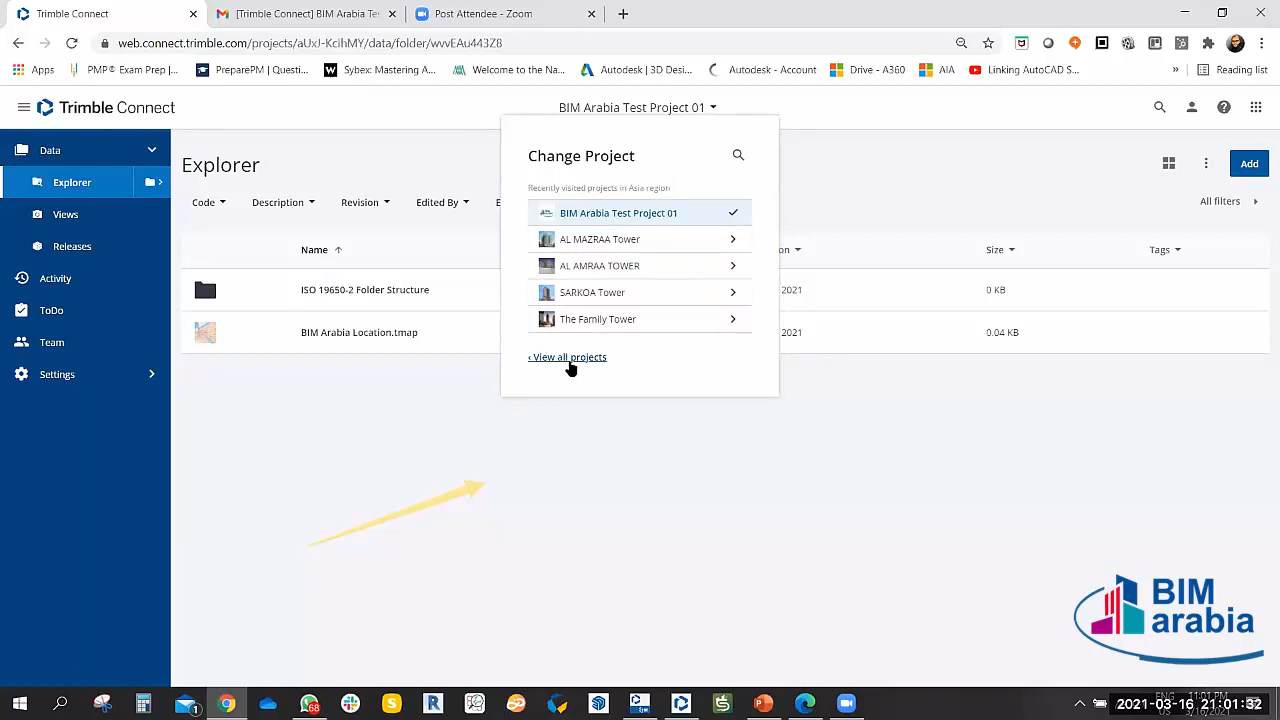 Trimble Connect
[Trimble Connect] BIM Arabia Te
Post Attendee - Zoom
web.connect.trimble.com/projects/aUxJ-KcihMY/data/folder/wvvEAu443Z8
Apps
PMP® Exam Prep |...
PreparePM | Questi...
Sybex: Mastering A...
Welcome to the Na...
Autodesk | 3D Desi...
Autodesk - Account
Drive - A360
AIA
Linking AutoCAD S...
»
Reading list
Trimble Connect
BIM Arabia Test Project 01
Data
Explorer
Views
Releases
Activity
ToDo
Team
Settings
Explorer
Add
Code
Description
Revision
Edited By
All filters
Name
Size
Tags
ISO 19650-2 Folder Structure
2021
0 KB
BIM Arabia Location.tmap
2021
0.04 KB
Change Project
Recently visited projects in Asia region
BIM Arabia Test Project 01
AL MAZRAA Tower
AL AMRAA TOWER
SARKOA Tower
The Family Tower
‹ View all projects
BIM
arabia
68
ENG
11:01 PM
2021-03-16 21:01:32